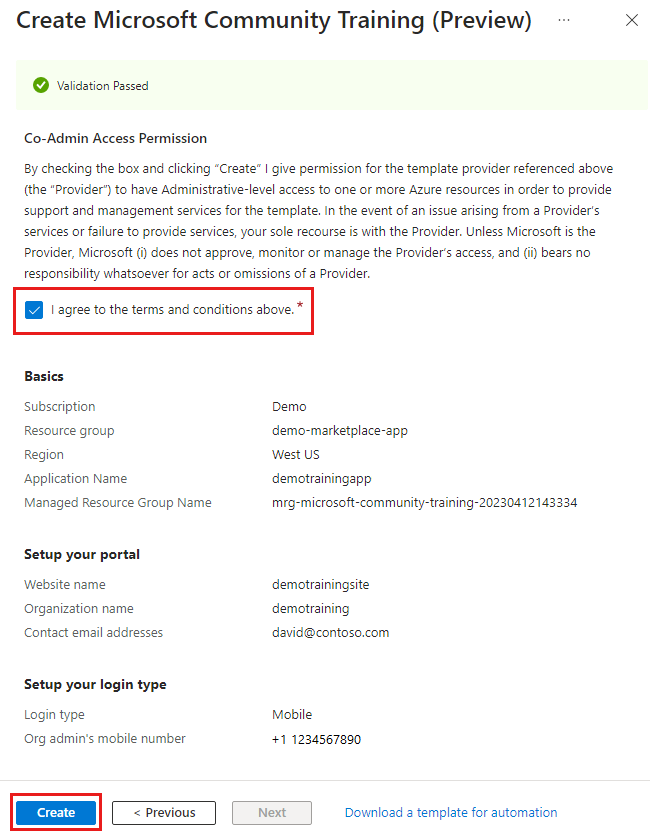 Create Microsoft Community Training (Preview) ...
Validation Passed
Co-Admin Access Permission
By checking the box and clicking “Create” I give permission for the template provider referenced above
(the “Provider”) to have Administrative-level access to one or more Azure resources in order to provide
support and management services for the template. In the event of an issue arising from a Provider's
services or failure to provide services, your sole recourse is with the Provider. Unless Microsoft is the
Provider, Microsoft (i) does not approve, monitor or manage the Provider's access, and (ii) bears no
responsibility whatsoever for acts or omissions of a Provider.
I agree to the terms and conditions above. *
Basics
Subscription Demo
Resource group demo-marketplace-app
Region West US
Application Name demotrainingapp
Managed Resource Group Name mrg-microsoft-community-training-20230412143334
Setup your portal
Website name demotrainingsite
Organization name demotraining
Contact email addresses david@contoso.com
Setup your login type
Login type Mobile
Org admin's mobile number +1 1234567890
Create < Previous Next Download a template for automation